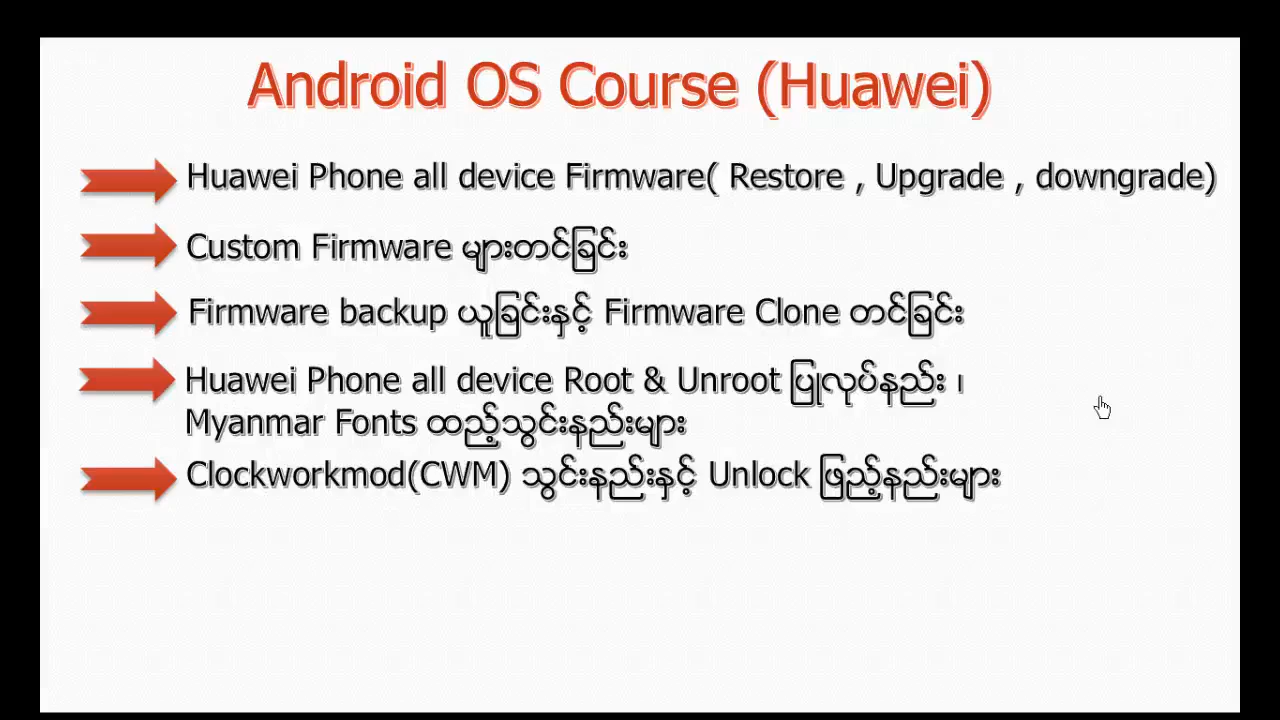 Android OS Course (Huawei)
Huawei Phone all device Firmware( Restore , Upgrade , downgrade)
Custom Firmware များတင်ခြင်း
Firmware backup ယူခြင်းနှင့် Firmware Clone တင်ခြင်း
Huawei Phone all device Root & Unroot ပြုလုပ်နည်း ၊
Myanmar Fonts ထည့်သွင်းနည်းများ
Clockworkmod(CWM) သွင်းနည်းနှင့် Unlock ဖြည့်နည်းများ